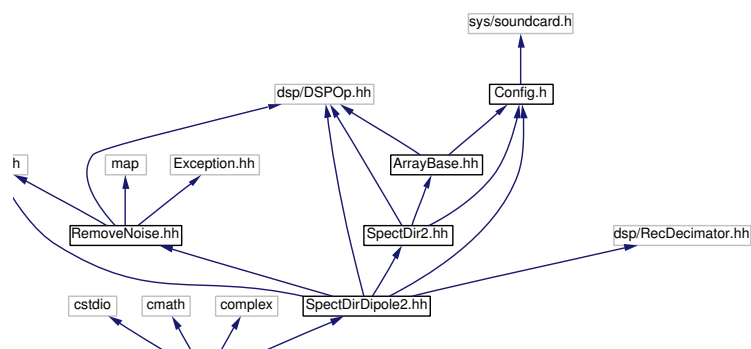 sys/soundcard.h
dsp/DSPOp.hh
Config.h
h
map
Exception.hh
ArrayBase.hh
RemoveNoise.hh
SpectDir2.hh
dsp/RecDecimator.hh
cstdio
cmath
complex
SpectDirDipole2.hh